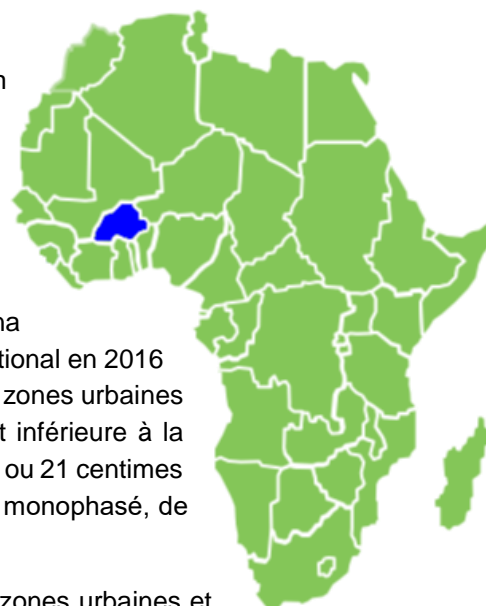 na
tional en 2016
zones urbaines
t inférieure à la
ou 21 centimes
monophasé, de
zones urbaines et